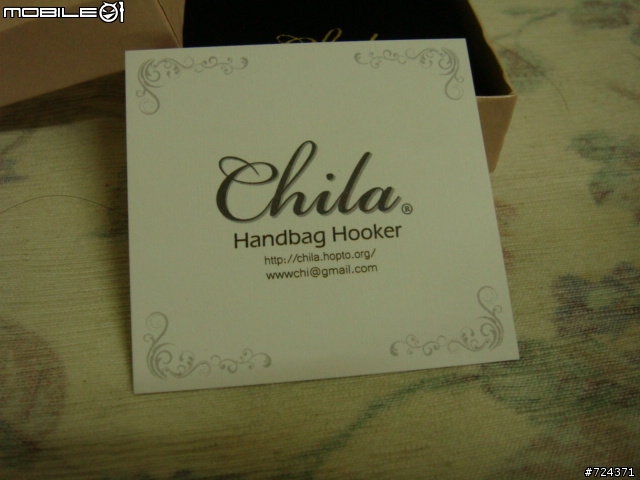 MOBILE01
Chila®
Handbag Hooker
http://chila.hopto.org/
wwwchi@gmail.com
#724371